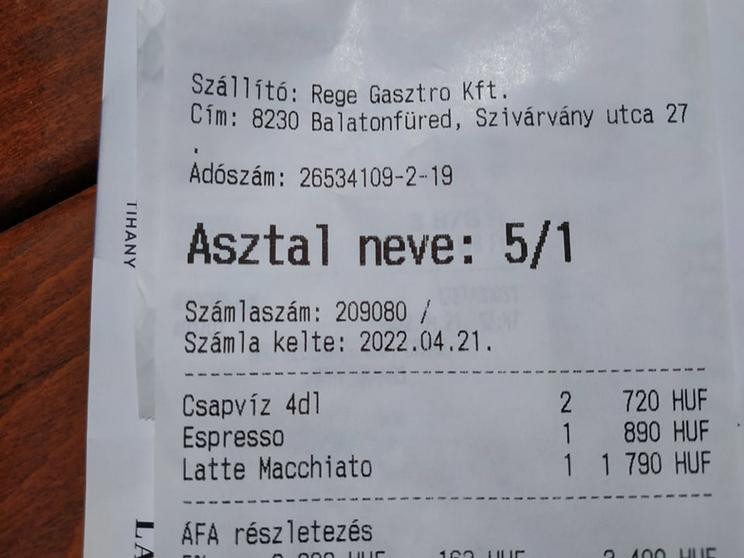 Szállító: Rege Gasztro Kft.
Cím: 8230 Balatonfüred, Szivárvány utca 27
.
Adószám: 26534109-2-19
TIHANY
Asztal neve: 5/1
Számlaszám: 209080 /
Számla kelte: 2022.04.21.
Csapvíz 4dl 2 720 HUF
Espresso 1 890 HUF
Latte Macchiato 1 1 790 HUF
ÁFA részletezés